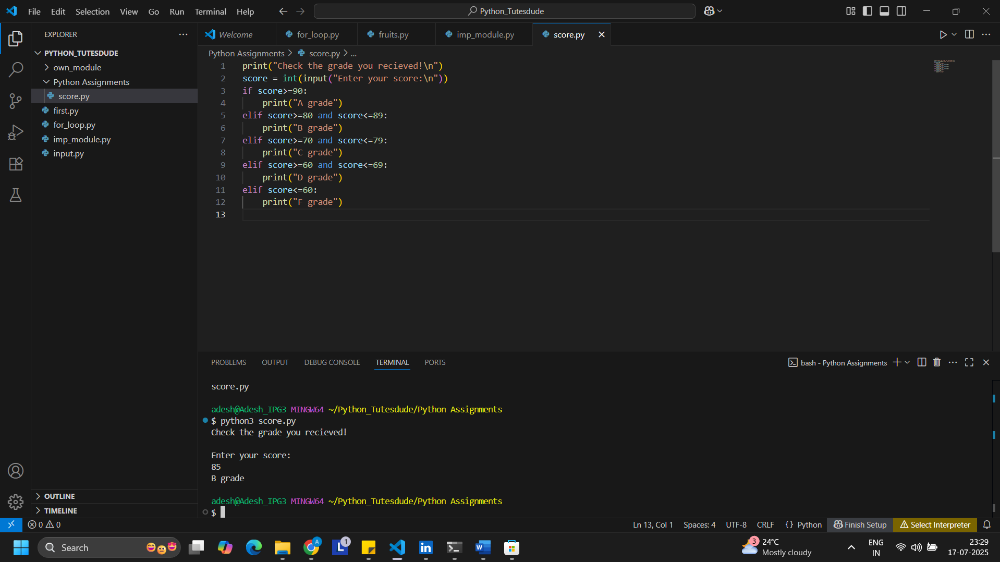 File Edit Selection View Go Run Terminal Help
Python_Tutesdude
EXPLORER
PYTHON_TUTESDUDE
own_module
Python Assignments
score.py
first.py
for_loop.py
imp_module.py
input.py
OUTLINE
TIMELINE
Welcome for_loop.py fruits.py imp_module.py score.py
Python Assignments > score.py > ...
1 print("Check the grade you recieved!\n")
2 score = int(input("Enter your score:\n"))
3 if score>=90:
4 print("A grade")
5 elif score>=80 and score<=89:
6 print("B grade")
7 elif score>=70 and score<=79:
8 print("C grade")
9 elif score>=60 and score<=69:
10 print("D grade")
11 elif score<=60:
12 print("F grade")
13
PROBLEMS OUTPUT DEBUG CONSOLE TERMINAL PORTS
bash - Python Assignments
score.py
adesh@Adesh_IPG3 MINGW64 ~/Python_Tutesdude/Python Assignments
$ python3 score.py
Check the grade you recieved!
Enter your score:
85
B grade
adesh@Adesh_IPG3 MINGW64 ~/Python_Tutesdude/Python Assignments
$
0 0
Ln 13, Col 1 Spaces: 4 UTF-8 CRLF {} Python Finish Setup Select Interpreter
Search
A
L 1
in
W
3
24°C
Mostly cloudy
ENG
IN
23:29
17-07-2025